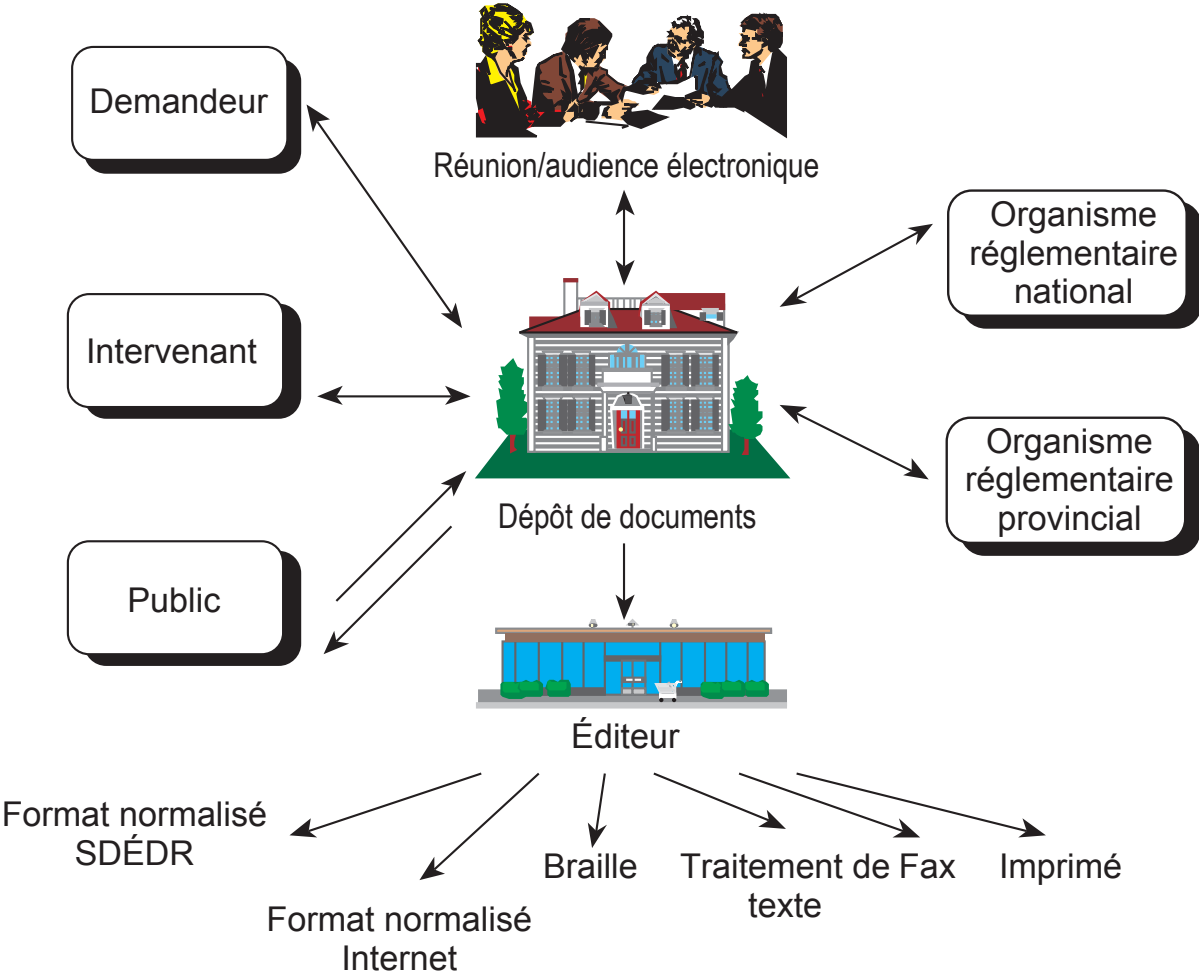 Demandeur
Réunion/audience électronique
Organisme
réglementaire
national
Intervenant
Organisme
réglementaire
provincial
Dépôt de documents
Public
Éditeur
Format normalisé
SDÉDR
Format normalisé
Internet
Braille
Traitement de
texte
Fax
Imprimé